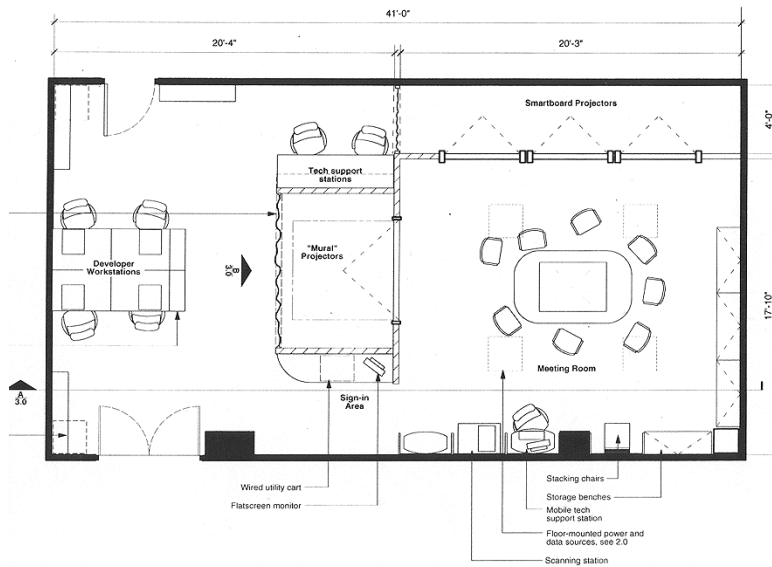 41'-0"
20'-4"
20'-3"
Smartboard Projectors
4'-0"
Tech support
stations
"Mural"
Projectors
Developer
Workstations
B
3.0
17'-10"
Meeting Room
A
3.0
Sign-in
Area
Wired utility cart
Flatscreen monitor
Stacking chairs
Storage benches
Mobile tech
support station
Floor-mounted power and
data sources, see 2.0
Scanning station